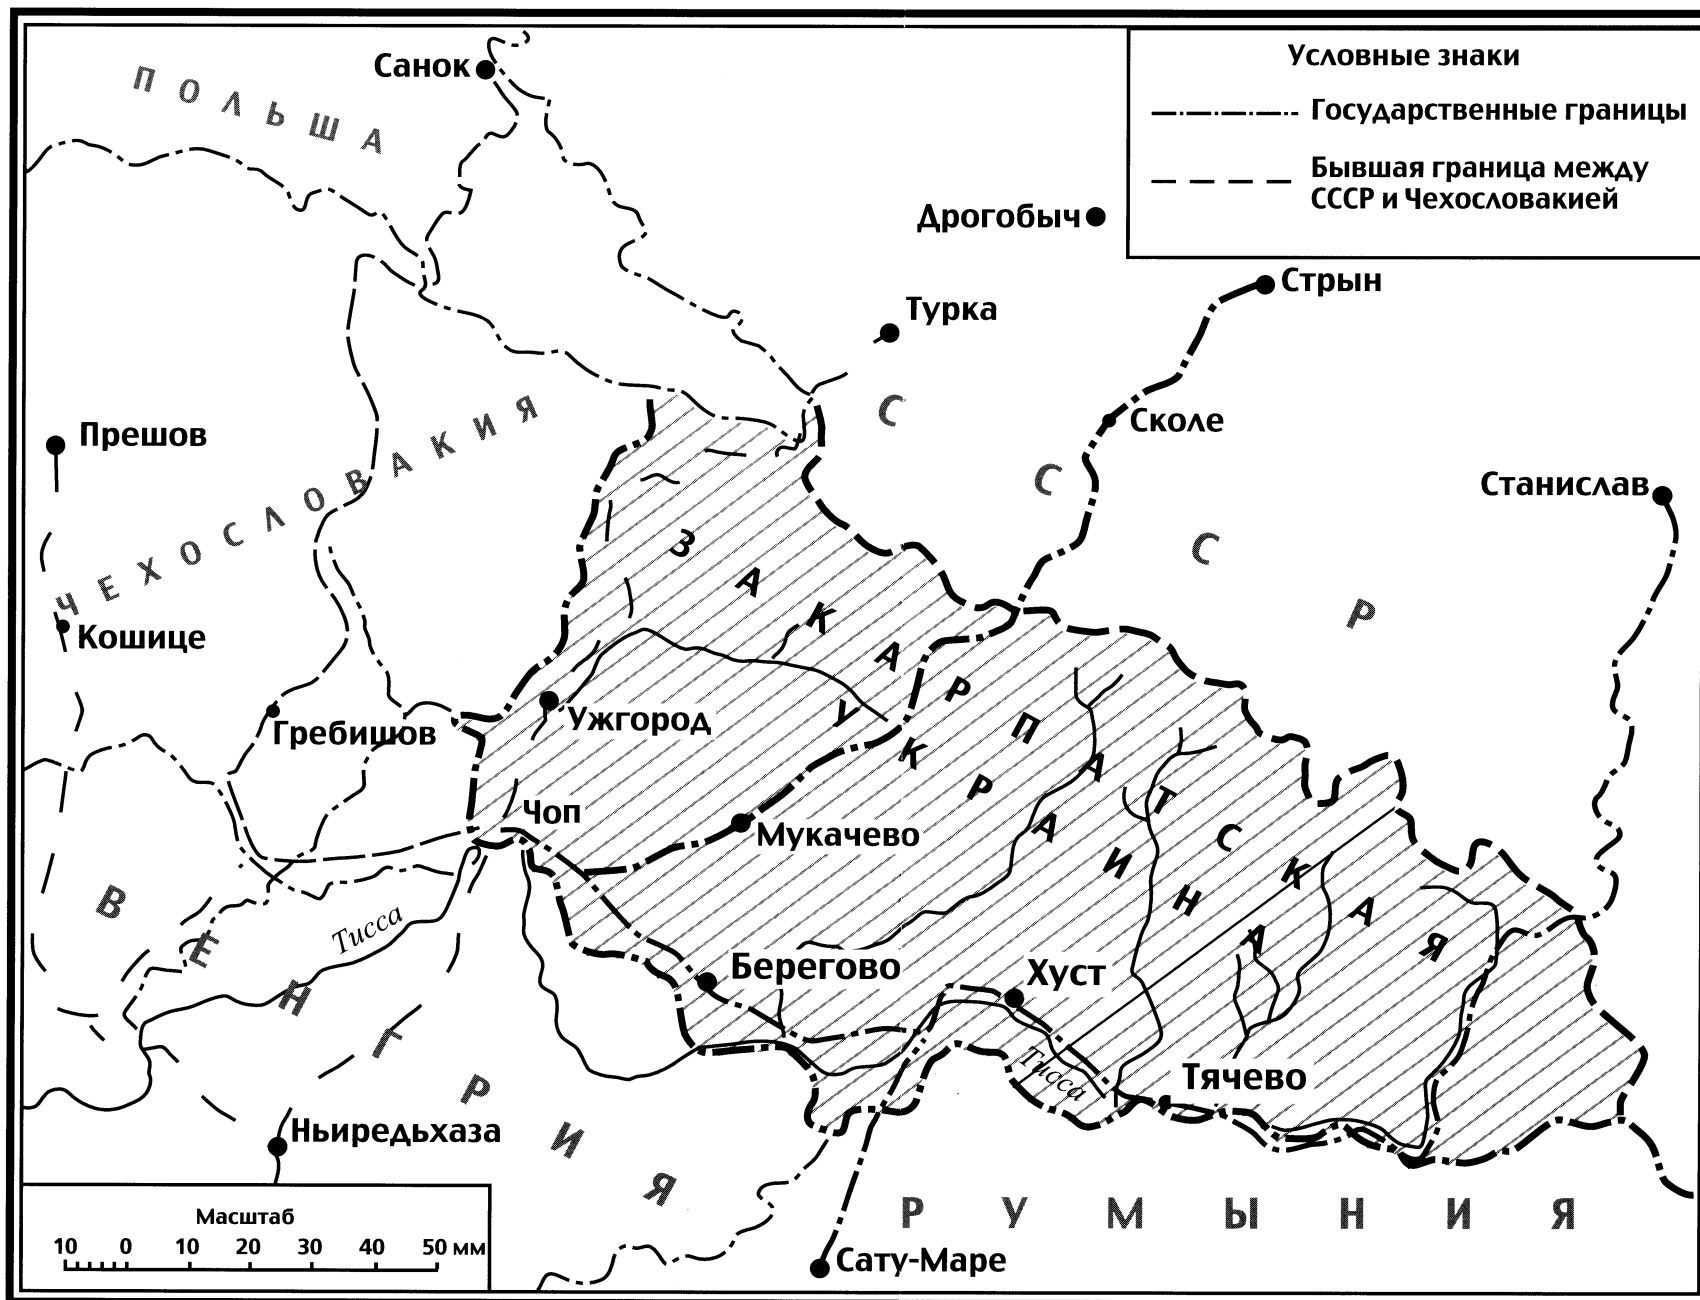 Условные знаки
Государственные границы
Бывшая граница между
СССР и Чехословакией
Санок
ПОЛЬША
Дрогобыч
Стрын
Турка
Прешов
ЧЕХОСЛОВАКИЯ
СССР
Сколе
Станислав
Кошице
Гребишов
Ужгород
ЗАКАРПАТСКАЯ
УКРАИНА
Чоп
Мукачево
ВЕНГРИЯ
Тисса
Берегово
Хуст
Тисса
Тячево
Ньиредьхаза
РУМЫНИЯ
Сату-Маре
Масштаб
10 0 10 20 30 40 50 мм